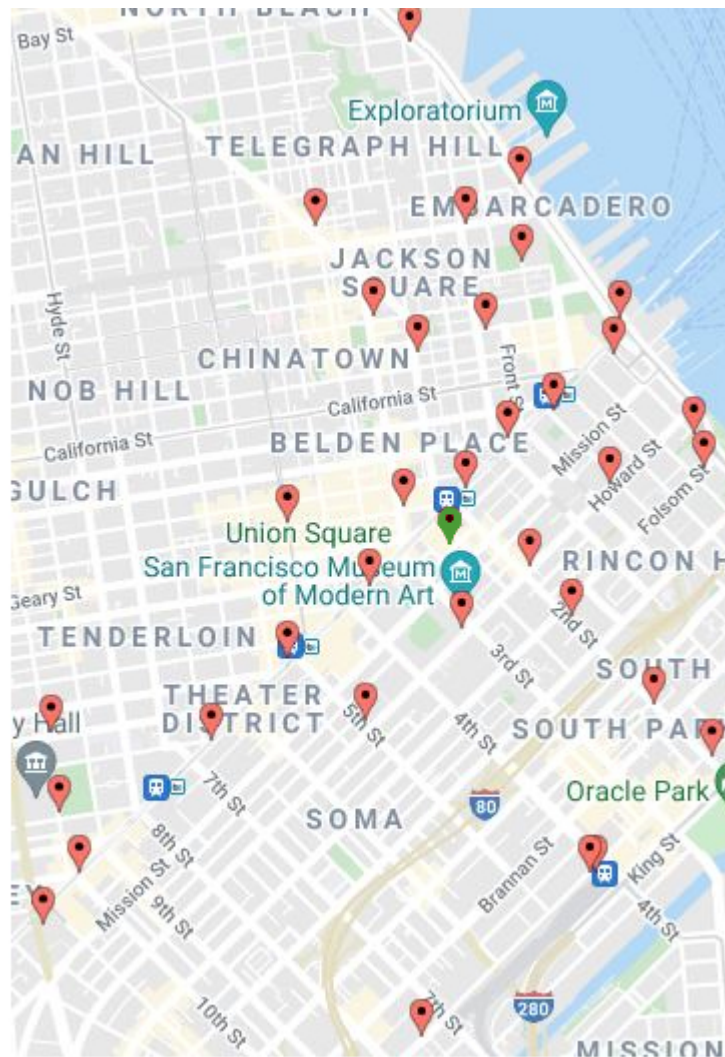 NORTH BEACH
Bay St
Exploratorium
TELEGRAPH HILL
AN HILL
EMBARCADERO
JACKSON
SQUARE
Hyde St
CHINATOWN
Front St
NOB HILL
California St
California St
BELDEN PLACE
Mission St
Howard St
Folsom St
GULCH
Union Square
San Francisco Museum
of Modern Art
RINCON H
Geary St
2nd St
TENDERLOIN
3rd St
SOUTH
THEATER
DISTRICT
5th St
4th St
SOUTH PAR
y Hall
7th St
80
Oracle Park
SOMA
8th St
Mission St
9th St
Brannan St
King St
EY
4th St
10th St
7th St
280
MISSION